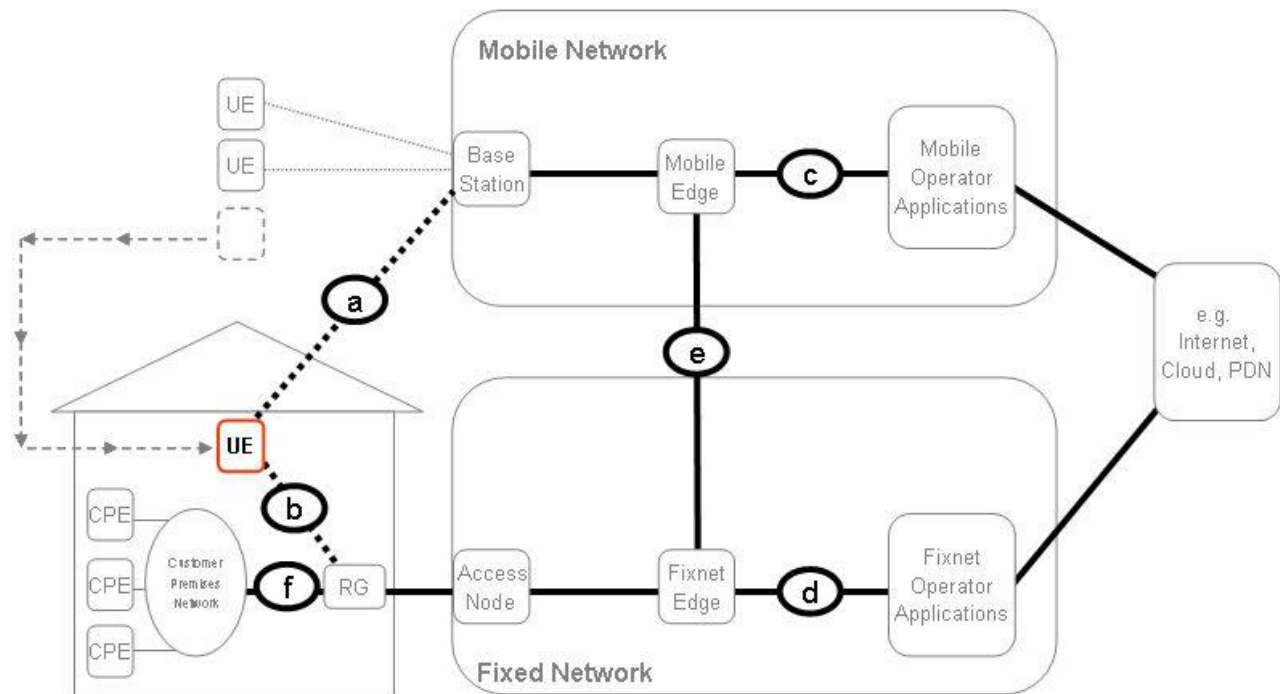 Mobile Network
UE
UE
Base
Station
Mobile
Edge
c
Mobile
Operator
Applications
a
e
e.g.
Internet,
Cloud, PDN
UE
b
CPE
CPE
CPE
Customer
Premises
Network
f
RG
Access
Node
Fixnet
Edge
d
Fixnet
Operator
Applications
Fixed Network